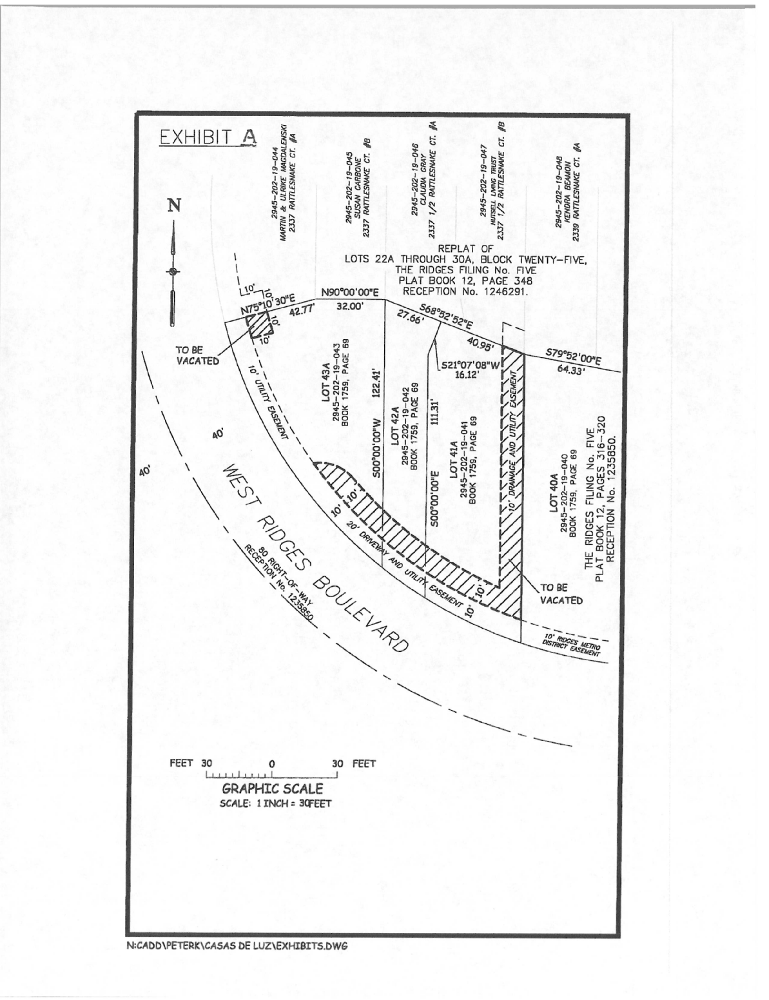 EXHIBIT A
2945-202-19-044
MARTIN & ULRIKE MAGDALENSKI
2337 RATTLESNAKE CT. #A
2945-202-19-045
SUSAN CARBONE
2337 RATTLESNAKE CT. #B
2945-202-19-046
CLAUDIA GRAY
2337 1/2 RATTLESNAKE CT. #A
2945-202-19-047
HUTSELL LIVING TRUST
2337 1/2 RATTLESNAKE CT. #B
2945-202-19-048
KENDRA BEAMON
2339 RATTLESNAKE CT. #A
N
REPLAT OF
LOTS 22A THROUGH 30A, BLOCK TWENTY-FIVE,
THE RIDGES FILING No. FIVE
PLAT BOOK 12, PAGE 348
RECEPTION No. 1246291.
10'
10'
N75°10'30"E
42.77'
N90°00'00"E
32.00'
S68°52'52"E
27.66'
40.95'
S79°52'00"E
64.33'
10'
10'
TO BE
VACATED
S21°07'08"W
16.12'
10' UTILITY EASEMENT
LOT 43A
2945-202-19-043
BOOK 1759, PAGE 69
S00°00'00"W 122.41'
LOT 42A
2945-202-19-042
BOOK 1759, PAGE 69
S00°00'00"E 111.31'
LOT 41A
2945-202-19-041
BOOK 1759, PAGE 69
10' DRAINAGE AND UTILITY EASEMENT
LOT 40A
2945-202-19-040
BOOK 1759, PAGE 69
THE RIDGES FILING No. FIVE
PLAT BOOK 12, PAGES 316-320
RECEPTION No. 1235850.
40'
40'
WEST RIDGES BOULEVARD
80 RIGHT-OF-WAY
RECEPTION No. 1235850
10'
10'
20' DRIVEWAY AND UTILITY EASEMENT
10'
10'
TO BE
VACATED
10' RIDGES METRO
DISTRICT EASEMENT
FEET 30 0 30 FEET
GRAPHIC SCALE
SCALE: 1 INCH = 30FEET
N:CADD\PETERK\CASAS DE LUZ\EXHIBITS.DWG